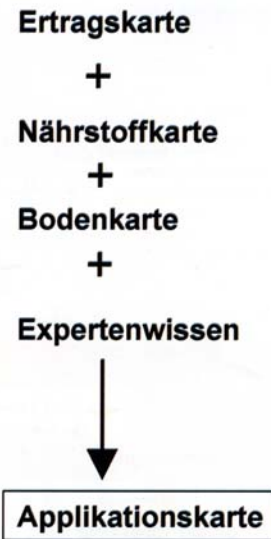 Ertragskarte
+
Nährstoffkarte
+
Bodenkarte
+
Expertenwissen
Applikationskarte